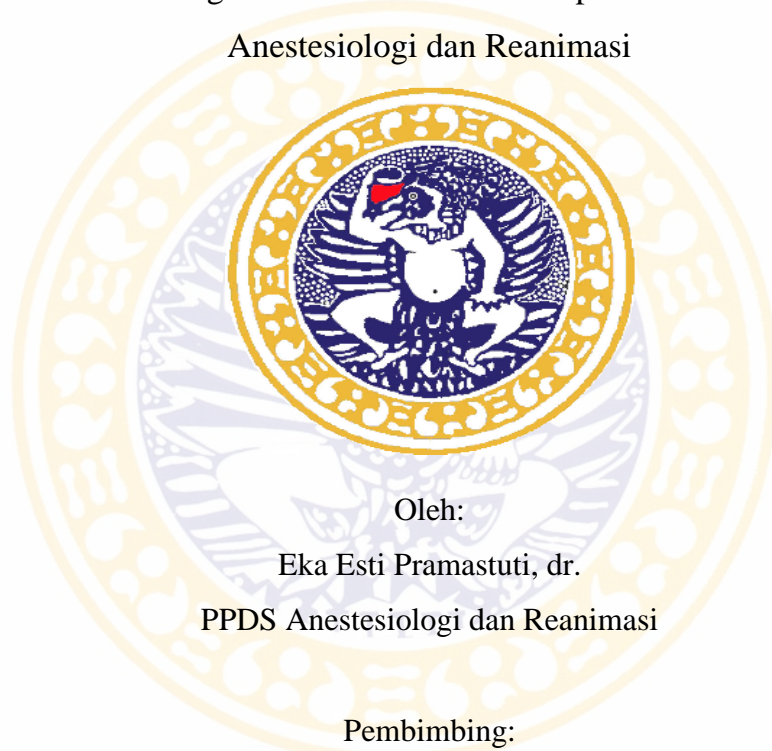 Anestesiologi dan Reanimasi
Oleh:
Eka Esti Pramastuti, dr.
PPDS Anestesiologi dan Reanimasi
Pembimbing: